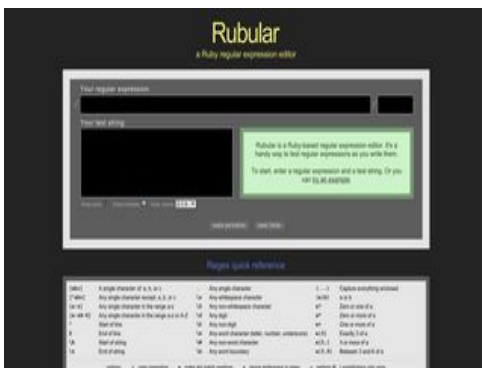 Rubular
a Ruby regular expression editor
Your regular expression:
/
/
Your test string:
Rubular is a Ruby-based regular expression editor. It's a
handy way to test regular expressions as you write them.
To start, enter a regular expression and a test string. Or you
can try an example.
make permalink clear fields
Regex quick reference
[abc] A single character of: a, b, or c . Any single character (...) Capture everything enclosed
[^abc] Any single character except: a, b, or c \s Any whitespace character (a|b) a or b
[a-z] Any single character in the range a-z \S Any non-whitespace character a? Zero or one of a
[a-zA-Z] Any single character in the range a-z or A-Z \d Any digit a* Zero or more of a
^ Start of line \D Any non-digit a+ One or more of a
$ End of line \w Any word character (letter, number, underscore) a{3} Exactly 3 of a
\A Start of string \W Any non-word character a{3,} 3 or more of a
\z End of string \b Any word boundary a{3,6} Between 3 and 6 of a